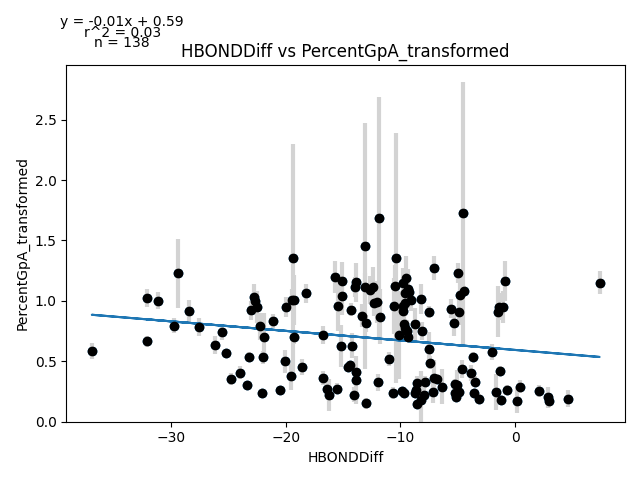 y = -0.01x + 0.59
r^2 = 0.03
n = 138
HBONDDiff vs PercentGpA_transformed
PercentGpA_transformed
2.5
2.0
1.5
1.0
0.5
0.0
−30
−20
−10
0
HBONDDiff